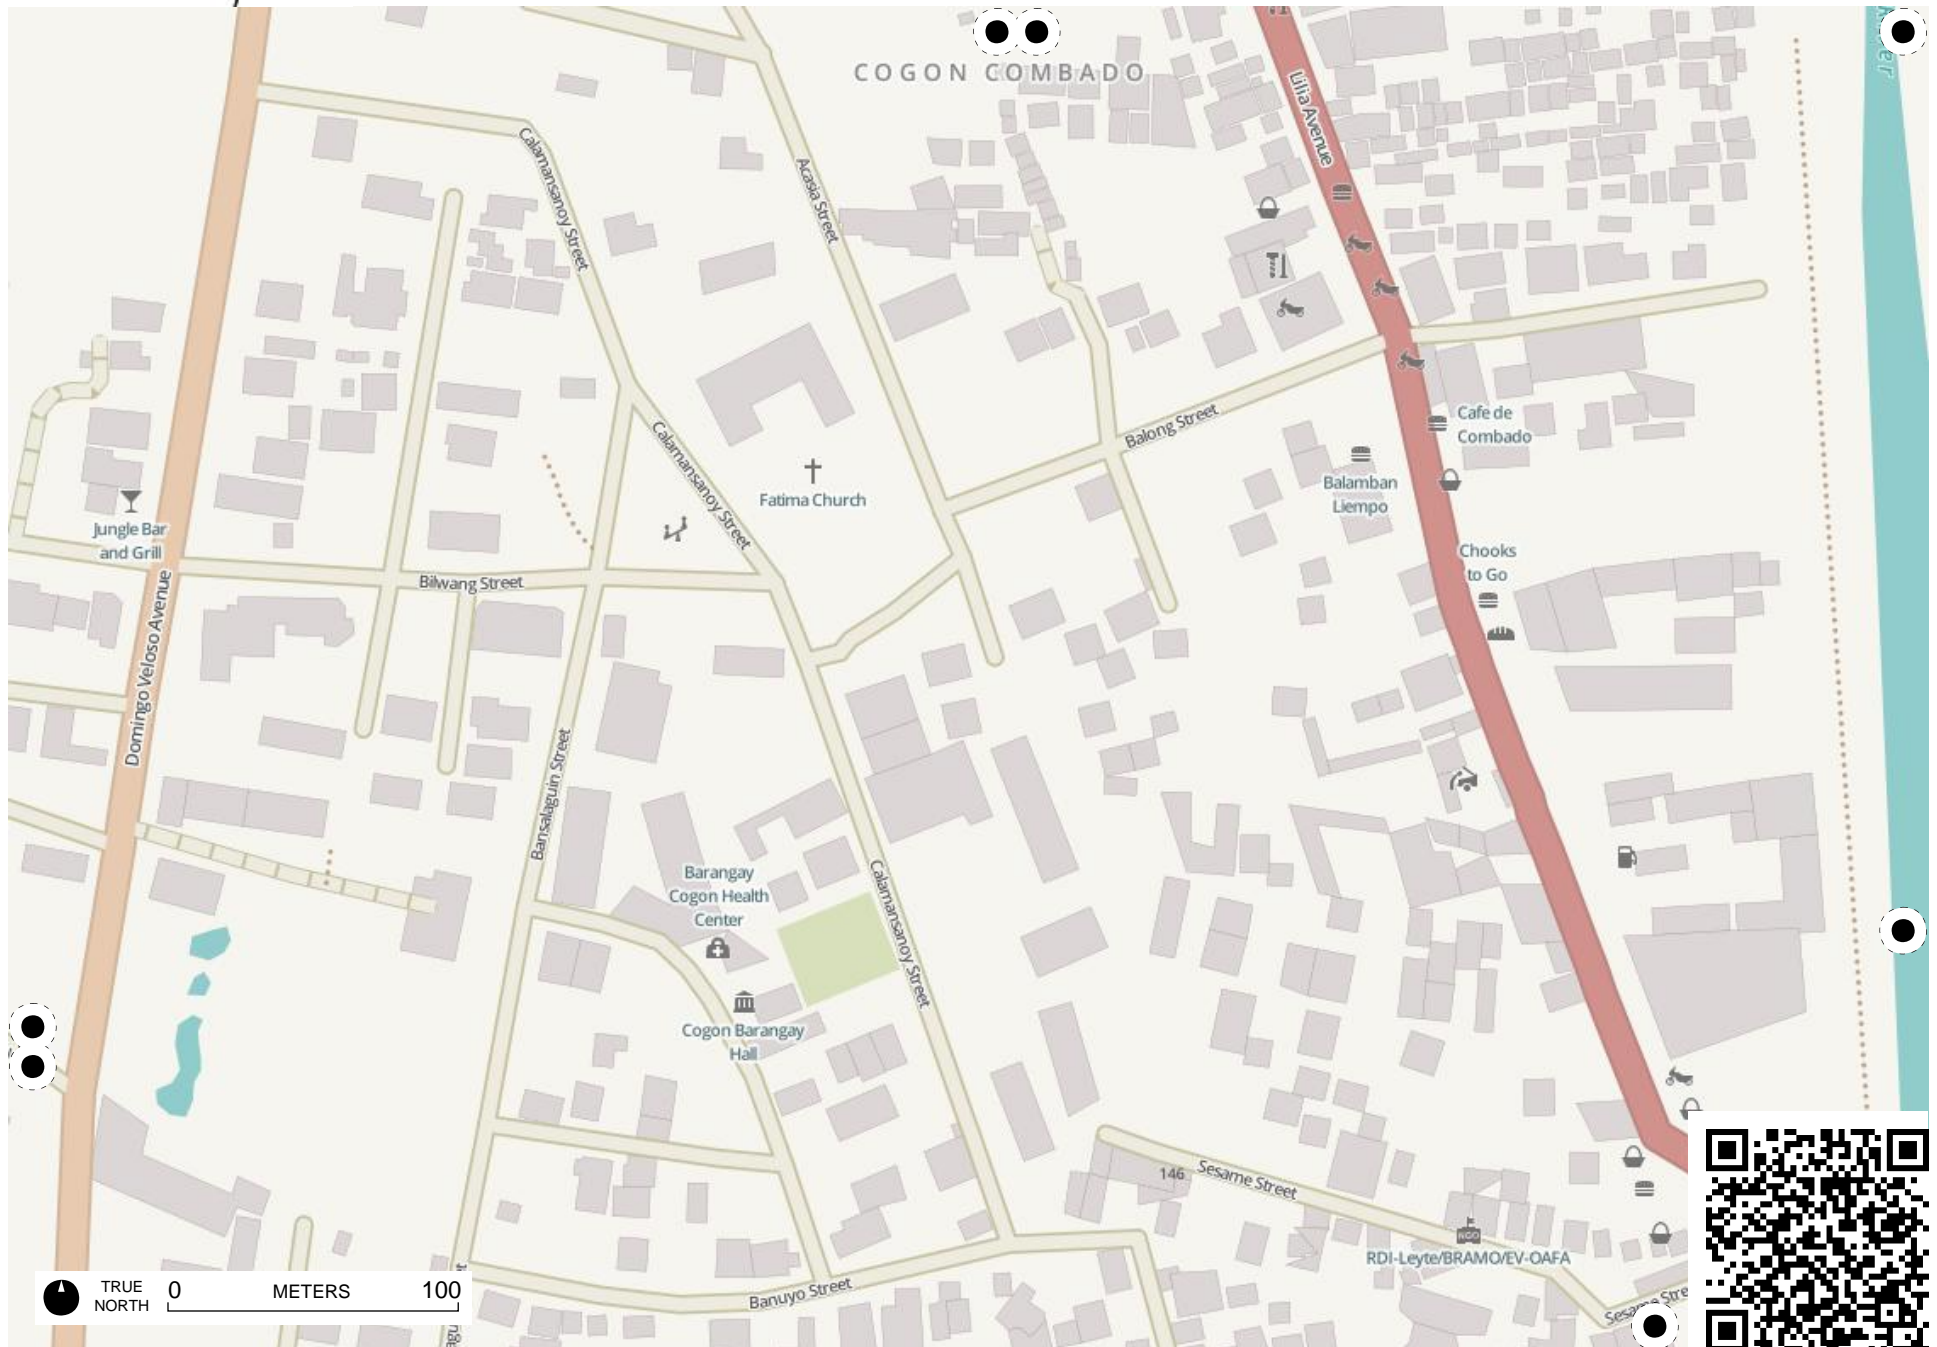 COGON COMBADO
River
Lilia Avenue
Calamansanoy Street
Acasia Street
Cafe de
Combado
Balong Street
Calamansanoy Street
Balamban
Liempo
Fatima Church
Jungle Bar
and Grill
Chooks
to Go
Bilwang Street
Domingo Veloso Avenue
Bansalaguin Street
Barangay
Cogon Health
Center
Calamansanoy Street
Cogon Barangay
Hall
146
Sesame Street
NGO
RDI-Leyte/BRAMO/EV-OAFA
Banuyo Street
TRUE
NORTH
0
METERS
100